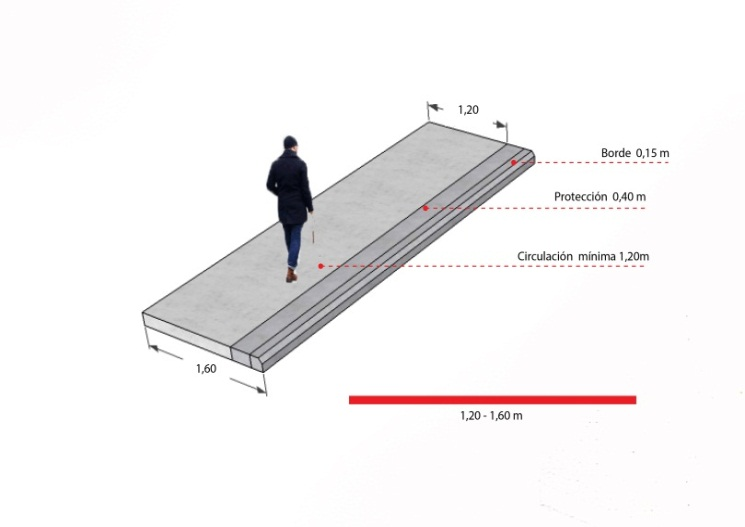 1,20
Borde 0,15 m
Protección 0,40 m
Circulación mínima 1,20m
1,60
1,20 - 1,60 m